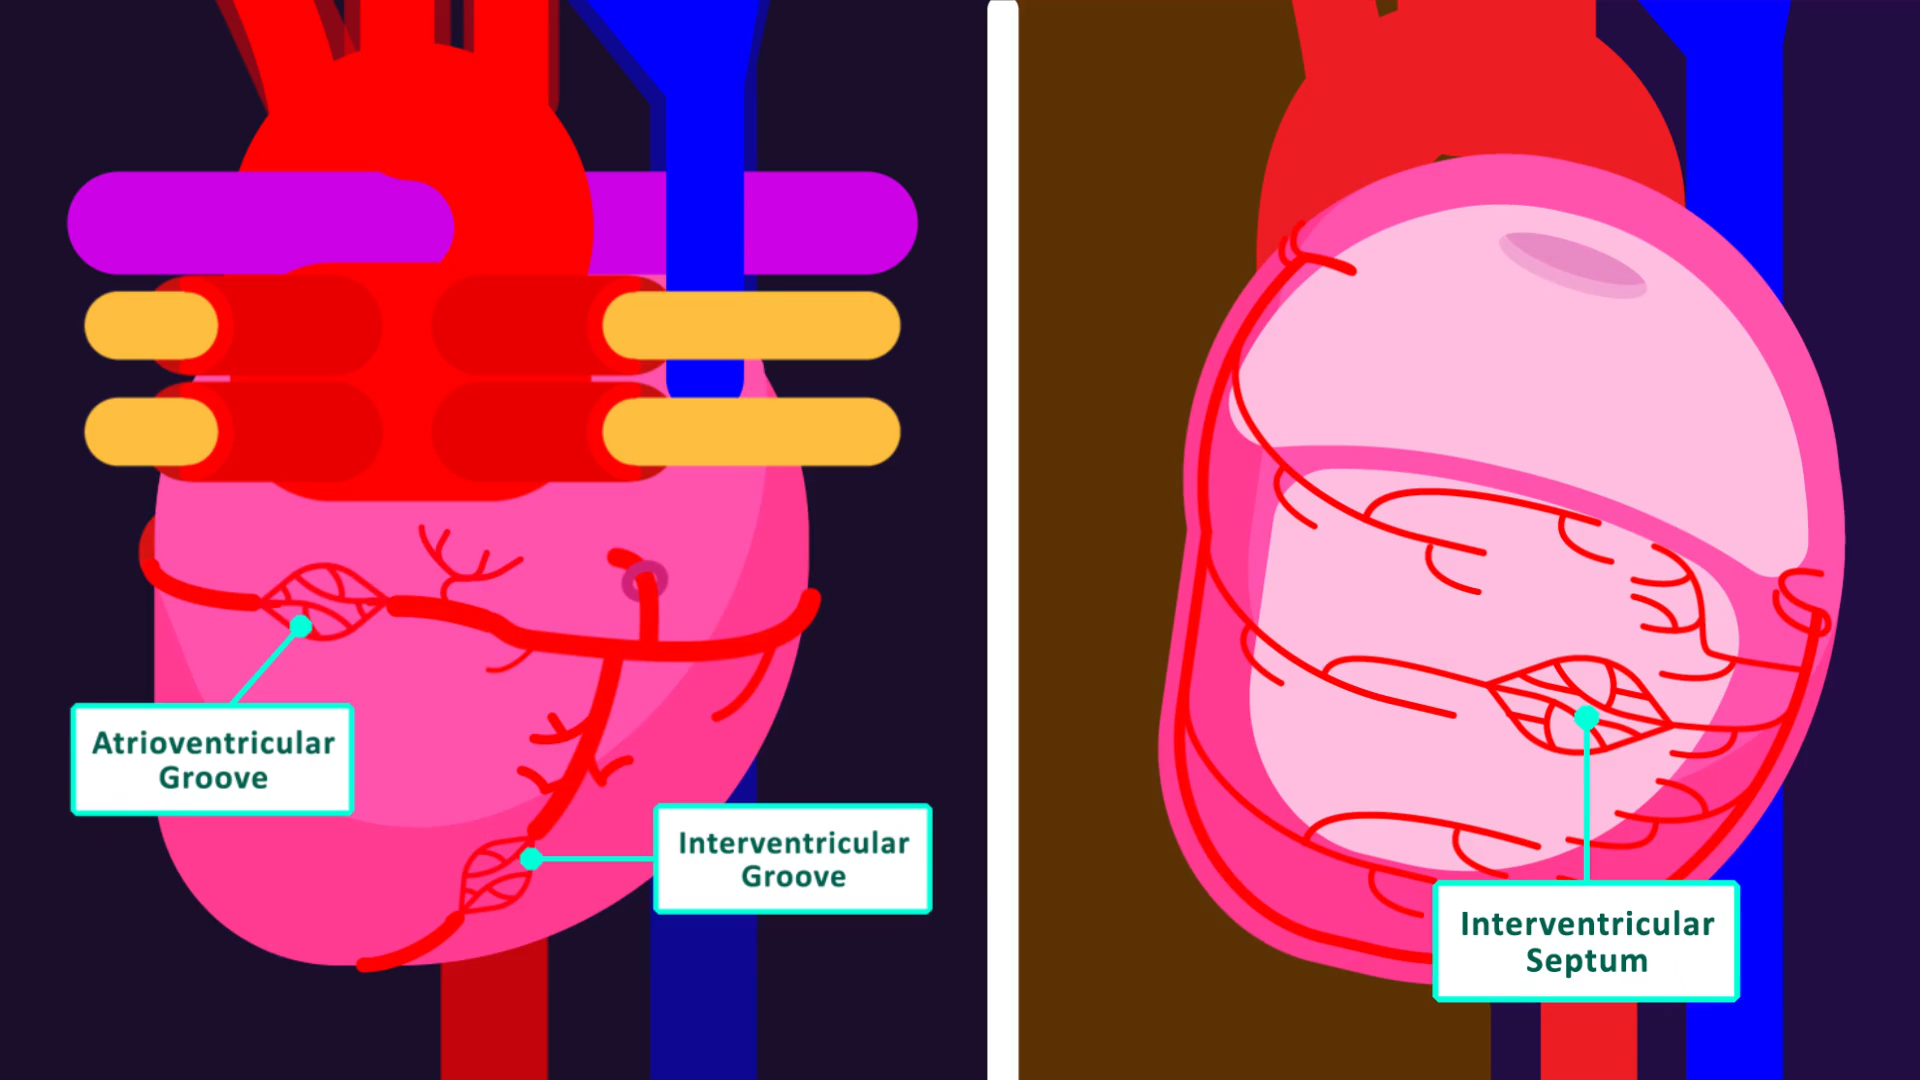 Atrioventricular
Groove
Interventricular
Groove
Interventricular
Septum